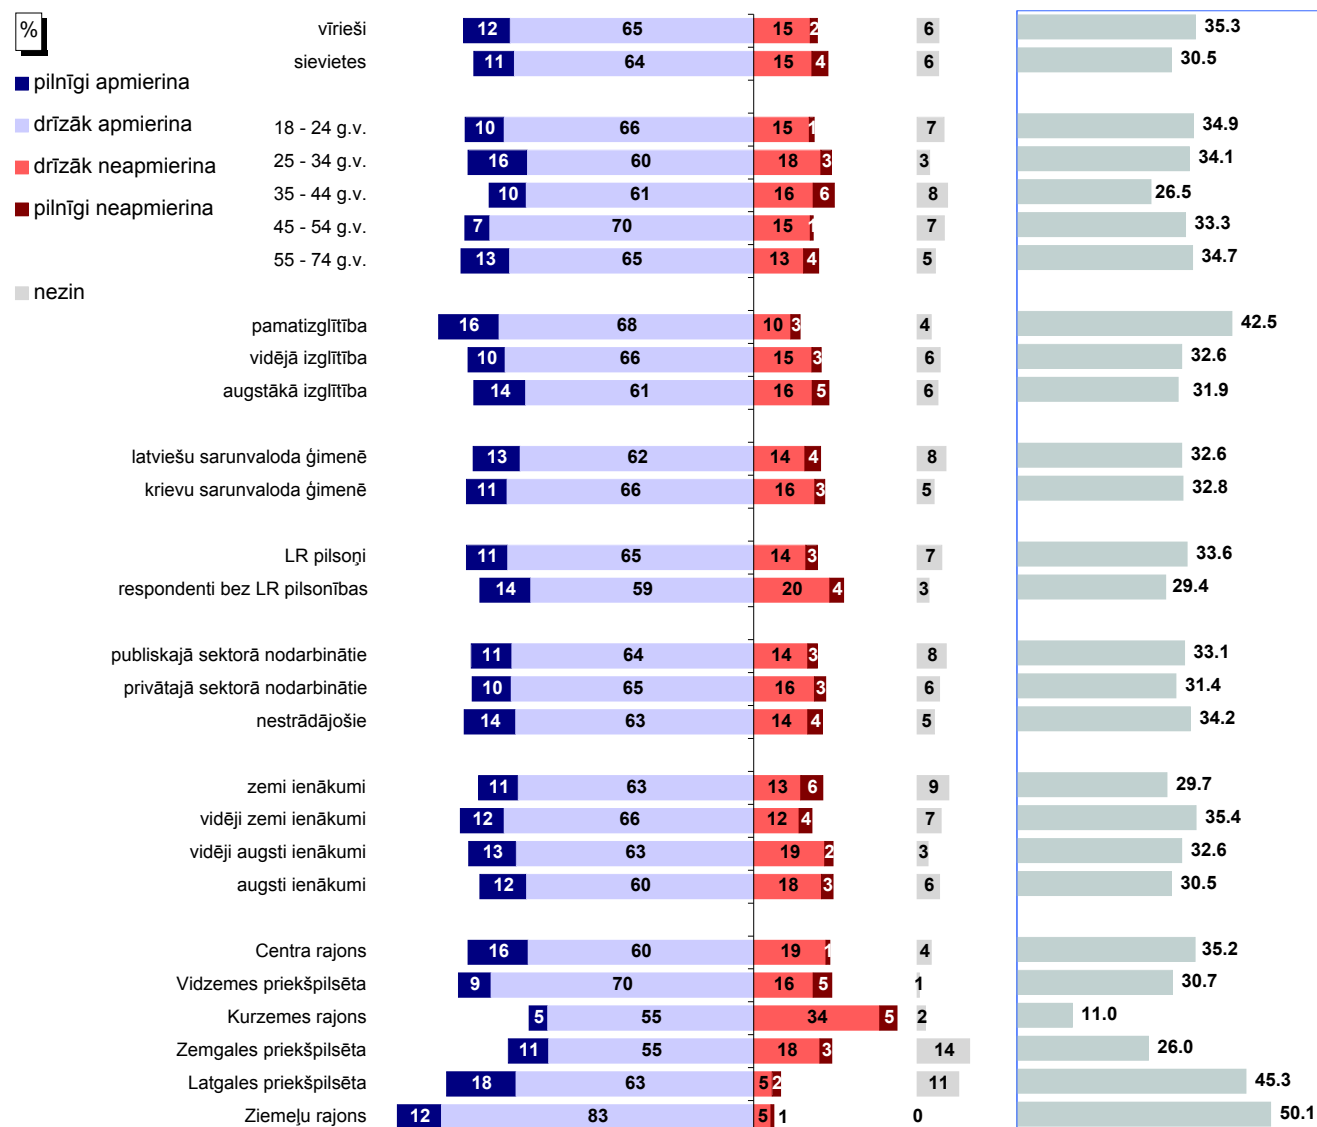 %
pilnīgi apmierina
drīzāk apmierina
drīzāk neapmierina
pilnīgi neapmierina
nezin
vīrieši 12 65 15 2 6 35.3
sievietes 11 64 15 4 6 30.5
18 - 24 g.v. 10 66 15 1 7 34.9
25 - 34 g.v. 16 60 18 3 3 34.1
35 - 44 g.v. 10 61 16 6 8 26.5
45 - 54 g.v. 7 70 15 1 7 33.3
55 - 74 g.v. 13 65 13 4 5 34.7
pamatizglītība 16 68 10 3 4 42.5
vidējā izglītība 10 66 15 3 6 32.6
augstākā izglītība 14 61 16 5 6 31.9
latviešu sarunvaloda ģimenē 13 62 14 4 8 32.6
krievu sarunvaloda ģimenē 11 66 16 3 5 32.8
LR pilsoņi 11 65 14 3 7 33.6
respondenti bez LR pilsonības 14 59 20 4 3 29.4
publiskajā sektorā nodarbinātie 11 64 14 3 8 33.1
privātajā sektorā nodarbinātie 10 65 16 3 6 31.4
nestrādājošie 14 63 14 4 5 34.2
zemi ienākumi 11 63 13 6 9 29.7
vidēji zemi ienākumi 12 66 12 4 7 35.4
vidēji augsti ienākumi 13 63 19 2 3 32.6
augsti ienākumi 12 60 18 3 6 30.5
Centra rajons 16 60 19 1 4 35.2
Vidzemes priekšpilsēta 9 70 16 5 1 30.7
Kurzemes rajons 5 55 34 5 2 11.0
Zemgales priekšpilsēta 11 55 18 3 14 26.0
Latgales priekšpilsēta 18 63 5 2 11 45.3
Ziemeļu rajons 12 83 5 1 0 50.1